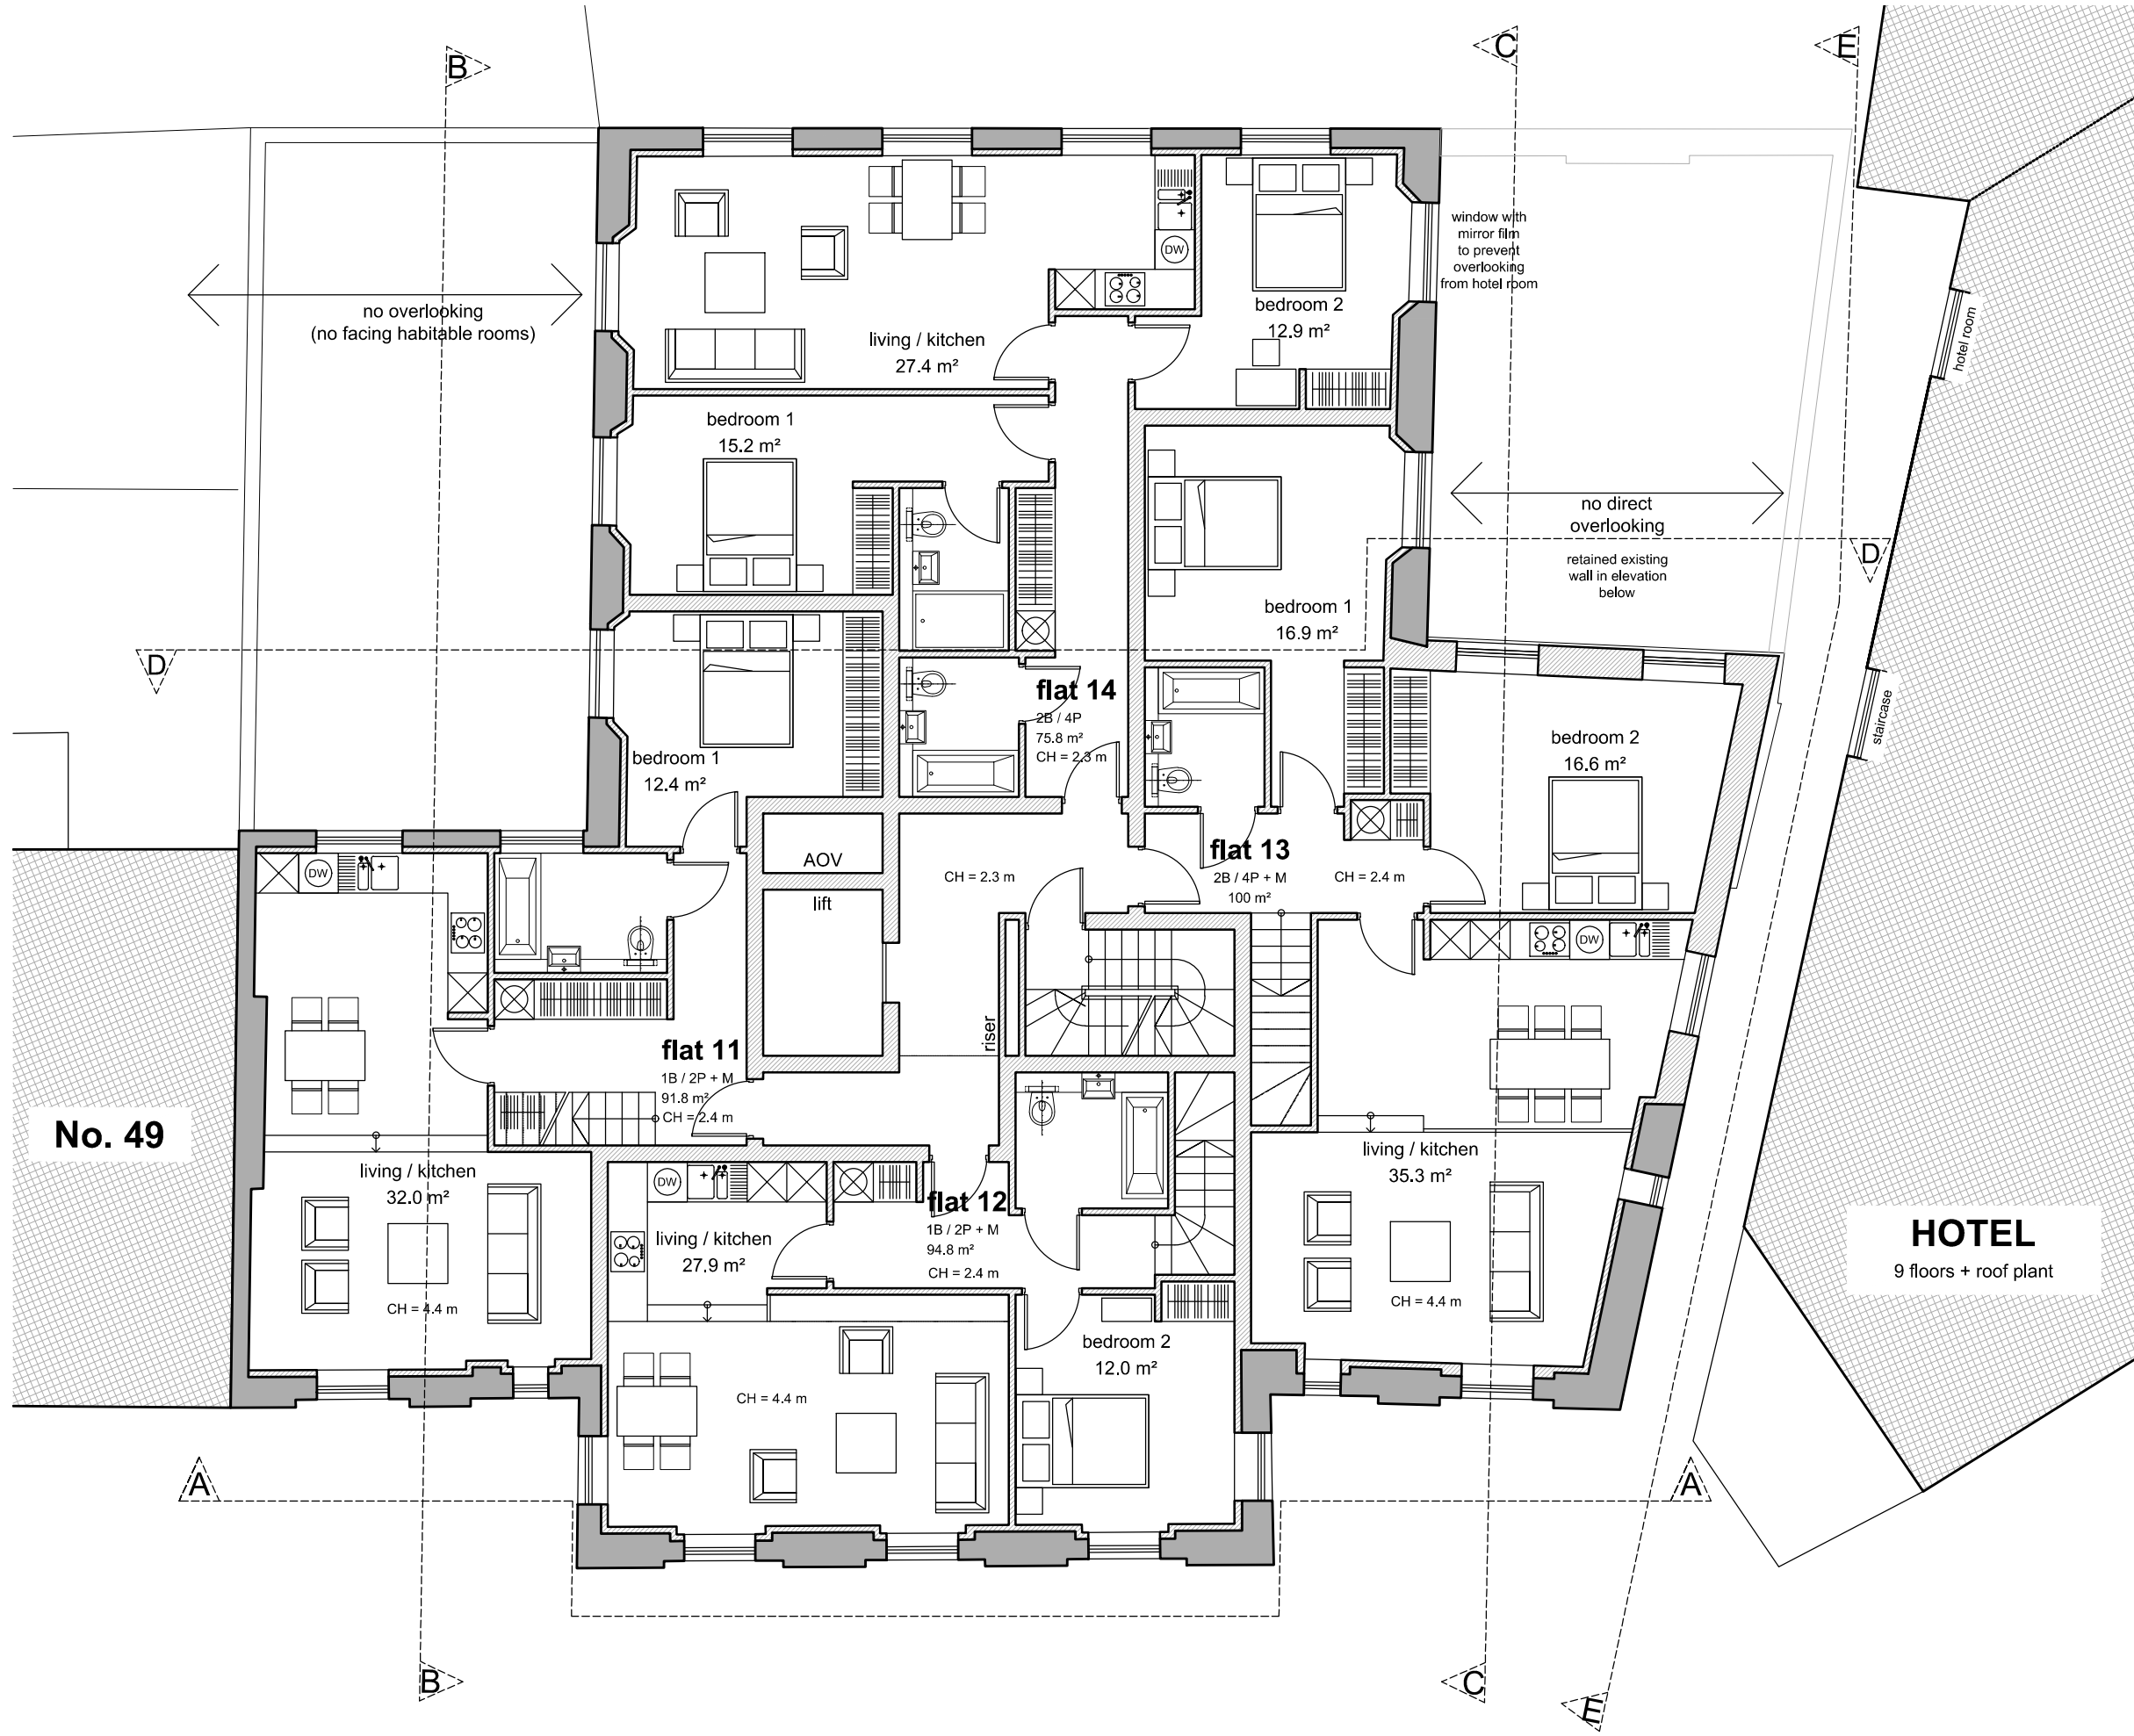 B
C
E
window with
mirror film
to prevent
overlooking
from hotel room
no overlooking
(no facing habitable rooms)
DW
bedroom 2
12.9 m²
living / kitchen
27.4 m²
hotel room
bedroom 1
15.2 m²
no direct
overlooking
retained existing
wall in elevation
below
D
bedroom 1
16.9 m²
D
flat 14
2B / 4P
75.8 m²
CH = 2.3 m
staircase
bedroom 1
12.4 m²
bedroom 2
16.6 m²
AOV
lift
CH = 2.3 m
flat 13
2B / 4P + M
100 m²
CH = 2.4 m
DW
DW
riser
flat 11
1B / 2P + M
91.8 m²
CH = 2.4 m
No. 49
living / kitchen
32.0 m²
CH = 4.4 m
DW
living / kitchen
27.9 m²
flat 12
1B / 2P + M
94.8 m²
CH = 2.4 m
living / kitchen
35.3 m²
CH = 4.4 m
HOTEL
9 floors + roof plant
bedroom 2
12.0 m²
CH = 4.4 m
A
A
B
C
E